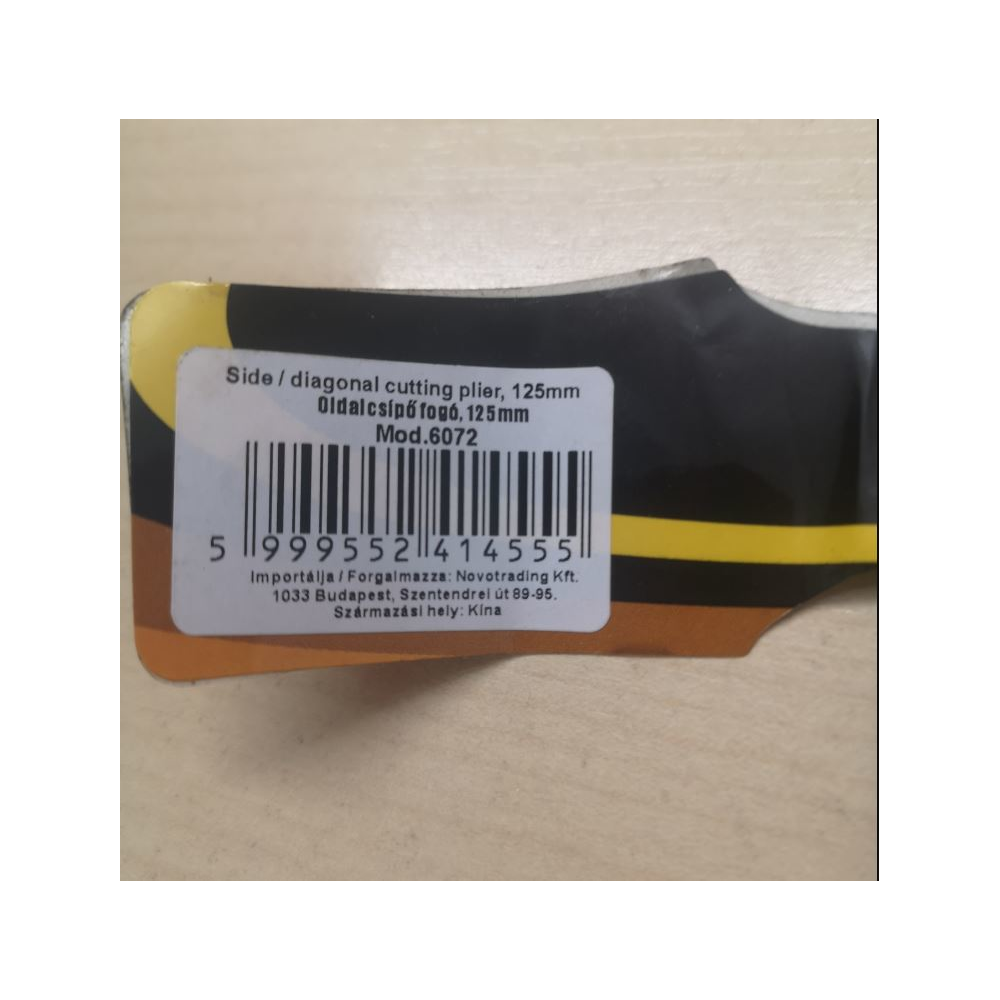 Side / diagonal cutting plier, 125mm
Oldalcsípő fogó, 125mm
Mod.6072
5 999552 414555
Importálja / Forgalmazza: Novotrading Kft.
1033 Budapest, Szentendrei út 89-95.
Származási hely: Kína